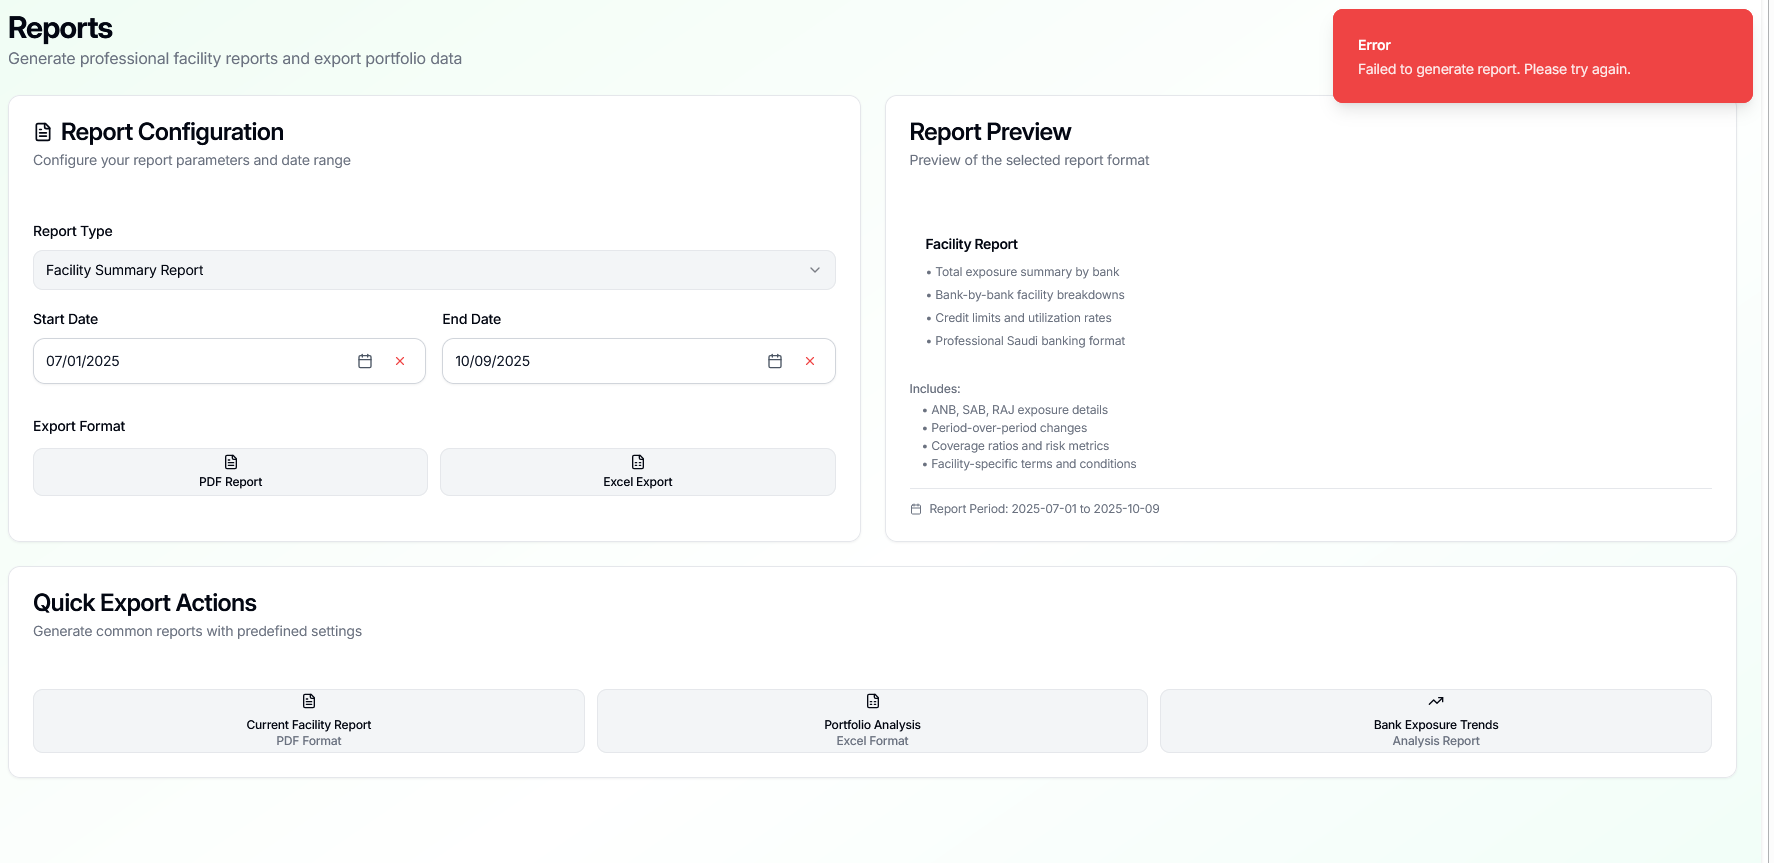 Reports
Generate professional facility reports and export portfolio data
Error
Failed to generate report. Please try again.
Report Configuration
Configure your report parameters and date range
Report Type
Facility Summary Report
Start Date
End Date
07/01/2025
10/09/2025
Export Format
PDF Report
Excel Export
Report Preview
Preview of the selected report format
Facility Report
• Total exposure summary by bank
• Bank-by-bank facility breakdowns
• Credit limits and utilization rates
• Professional Saudi banking format
Includes:
• ANB, SAB, RAJ exposure details
• Period-over-period changes
• Coverage ratios and risk metrics
• Facility-specific terms and conditions
Report Period: 2025-07-01 to 2025-10-09
Quick Export Actions
Generate common reports with predefined settings
Current Facility Report
PDF Format
Portfolio Analysis
Excel Format
Bank Exposure Trends
Analysis Report